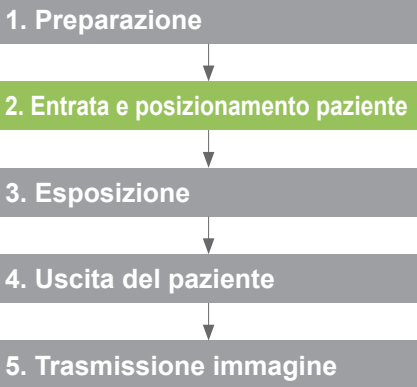 1. Preparazione
2. Entrata e posizionamento paziente
3. Esposizione
4. Uscita del paziente
5. Trasmissione immagine